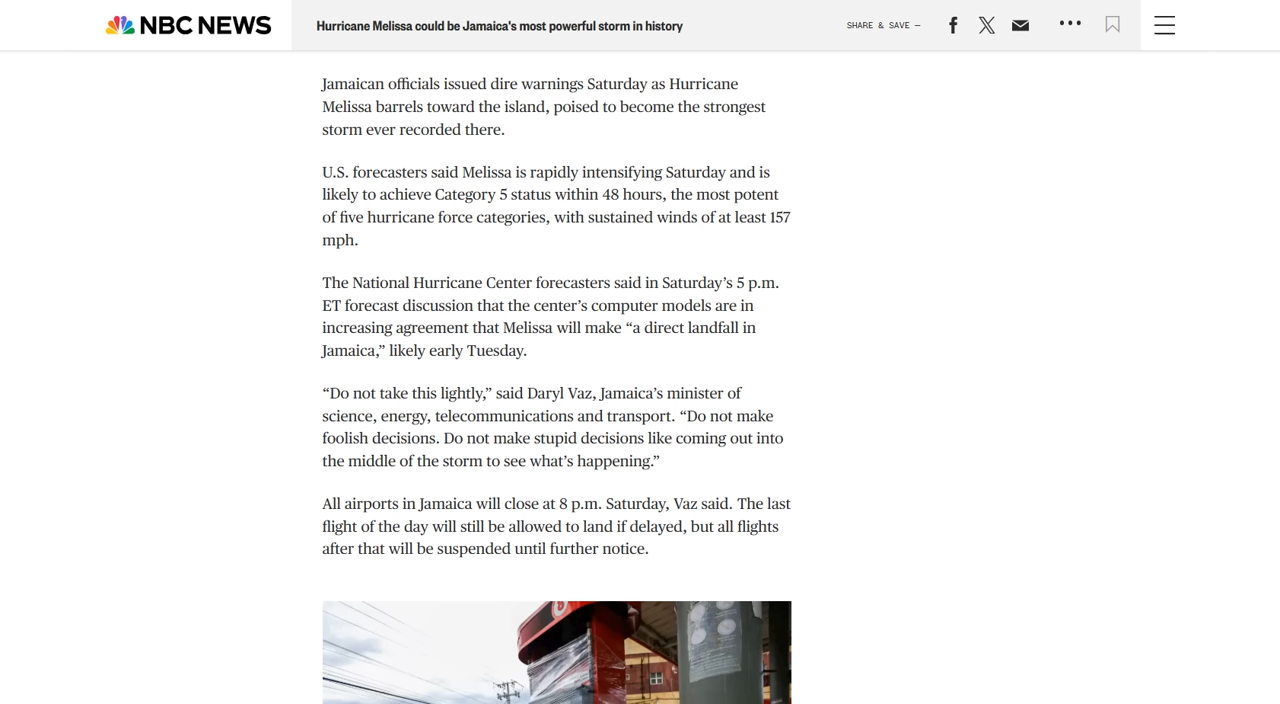 NBC NEWS
Hurricane Melissa could be Jamaica's most powerful storm in history
SHARE & SAVE —
Jamaican officials issued dire warnings Saturday as Hurricane
Melissa barrels toward the island, poised to become the strongest
storm ever recorded there.
U.S. forecasters said Melissa is rapidly intensifying Saturday and is
likely to achieve Category 5 status within 48 hours, the most potent
of five hurricane force categories, with sustained winds of at least 157
mph.
The National Hurricane Center forecasters said in Saturday’s 5 p.m.
ET forecast discussion that the center’s computer models are in
increasing agreement that Melissa will make “a direct landfall in
Jamaica,” likely early Tuesday.
“Do not take this lightly,” said Daryl Vaz, Jamaica’s minister of
science, energy, telecommunications and transport. “Do not make
foolish decisions. Do not make stupid decisions like coming out into
the middle of the storm to see what’s happening.”
All airports in Jamaica will close at 8 p.m. Saturday, Vaz said. The last
flight of the day will still be allowed to land if delayed, but all flights
after that will be suspended until further notice.